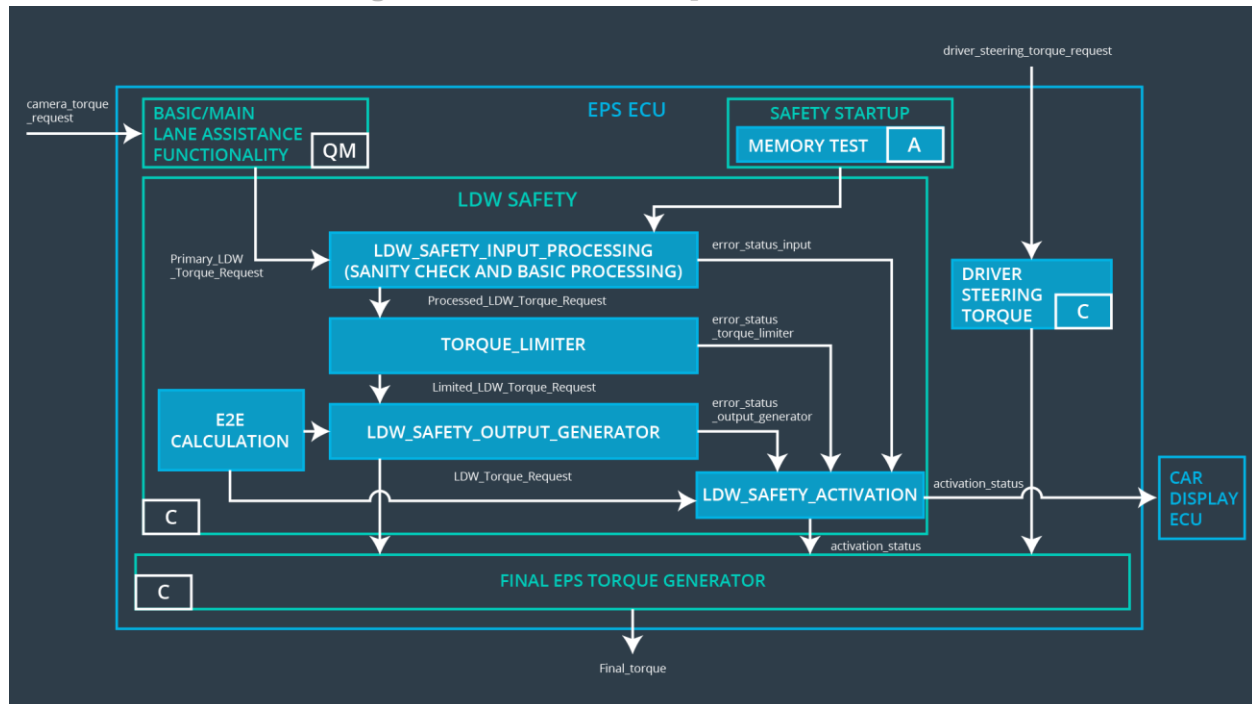 driver_steering_torque_request
camera_torque
_request
EPS ECU
BASIC/MAIN
LANE ASSISTANCE
FUNCTIONALITY
QM
SAFETY STARTUP
MEMORY TEST
A
LDW SAFETY
Primary_LDW
_Torque_Request
LDW_SAFETY_INPUT_PROCESSING
(SANITY CHECK AND BASIC PROCESSING)
error_status_input
DRIVER
STEERING
TORQUE
C
Processed_LDW_Torque_Request
TORQUE_LIMITER
error_status
_torque_limiter
Limited_LDW_Torque_Request
E2E
CALCULATION
LDW_SAFETY_OUTPUT_GENERATOR
error_status
_output_generator
LDW_Torque_Request
LDW_SAFETY_ACTIVATION
activation_status
CAR
DISPLAY
ECU
C
activation_status
FINAL EPS TORQUE GENERATOR
C
Final_torque